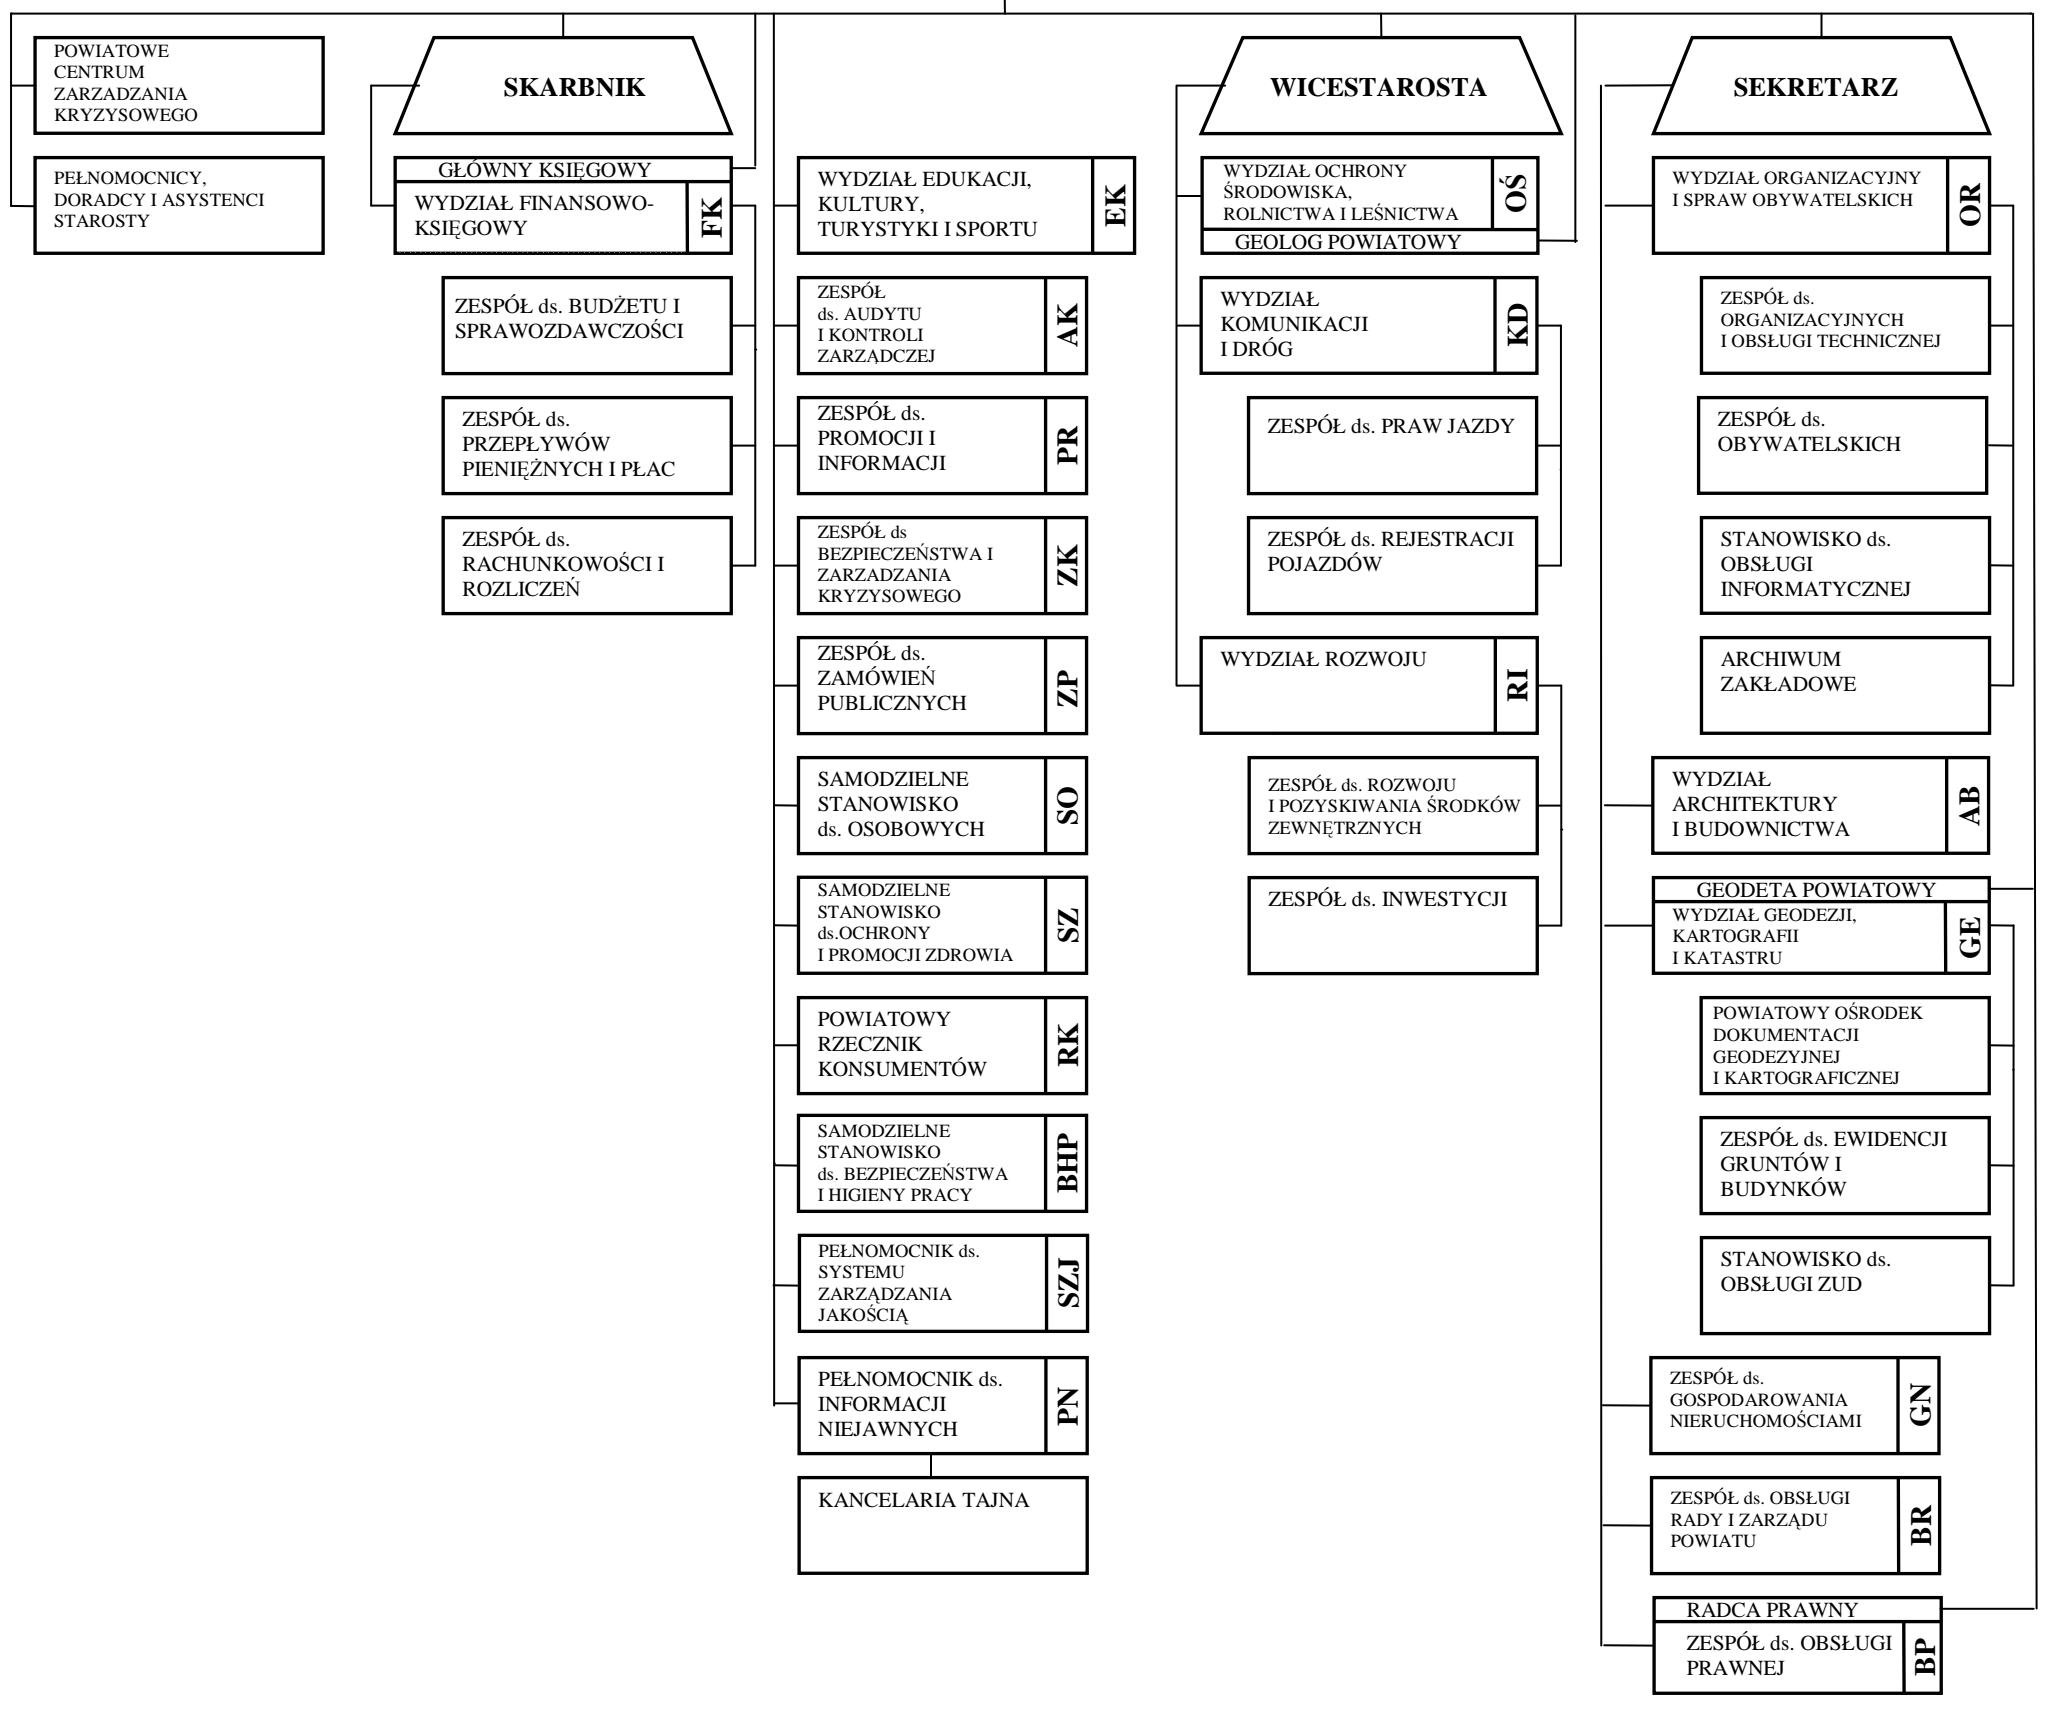 POWIATOWE
CENTRUM
ZARZADZANIA
KRYZYSOWEGO
PEŁNOMOCNICY,
DORADCY I ASYSTENCI
STAROSTY
SKARBNIK
GŁÓWNY KSIĘGOWY
WYDZIAŁ FINANSOWO-
KSIĘGOWY
FK
ZESPÓŁ ds. BUDŻETU I
SPRAWOZDAWCZOŚCI
ZESPÓŁ ds.
PRZEPŁYWÓW
PIENIĘŻNYCH I PŁAC
ZESPÓŁ ds.
RACHUNKOWOŚCI I
ROZLICZEŃ
WYDZIAŁ EDUKACJI,
KULTURY,
TURYSTYKI I SPORTU
EK
ZESPÓŁ
ds. AUDYTU
I KONTROLI
ZARZĄDCZEJ
AK
ZESPÓŁ ds.
PROMOCJI I
INFORMACJI
PR
ZESPÓŁ ds
BEZPIECZEŃSTWA I
ZARZADZANIA
KRYZYSOWEGO
ZK
ZESPÓŁ ds.
ZAMÓWIEŃ
PUBLICZNYCH
ZP
SAMODZIELNE
STANOWISKO
ds. OSOBOWYCH
SO
SAMODZIELNE
STANOWISKO
ds.OCHRONY
I PROMOCJI ZDROWIA
SZ
POWIATOWY
RZECZNIK
KONSUMENTÓW
RK
SAMODZIELNE
STANOWISKO
ds. BEZPIECZEŃSTWA
I HIGIENY PRACY
BHP
PEŁNOMOCNIK ds.
SYSTEMU
ZARZĄDZANIA
JAKOŚCIĄ
SZJ
PEŁNOMOCNIK ds.
INFORMACJI
NIEJAWNYCH
PN
KANCELARIA TAJNA
WICESTAROSTA
WYDZIAŁ OCHRONY
ŚRODOWISKA,
ROLNICTWA I LEŚNICTWA
OŚ
GEOLOG POWIATOWY
WYDZIAŁ
KOMUNIKACJI
I DRÓG
KD
ZESPÓŁ ds. PRAW JAZDY
ZESPÓŁ ds. REJESTRACJI
POJAZDÓW
WYDZIAŁ ROZWOJU
RI
ZESPÓŁ ds. ROZWOJU
I POZYSKIWANIA ŚRODKÓW
ZEWNĘTRZNYCH
ZESPÓŁ ds. INWESTYCJI
SEKRETARZ
WYDZIAŁ ORGANIZACYJNY
I SPRAW OBYWATELSKICH
OR
ZESPÓŁ ds.
ORGANIZACYJNYCH
I OBSŁUGI TECHNICZNEJ
ZESPÓŁ ds.
OBYWATELSKICH
STANOWISKO ds.
OBSŁUGI
INFORMATYCZNEJ
ARCHIWUM
ZAKŁADOWE
WYDZIAŁ
ARCHITEKTURY
I BUDOWNICTWA
AB
GEODETA POWIATOWY
WYDZIAŁ GEODEZJI,
KARTOGRAFII
I KATASTRU
GE
POWIATOWY OŚRODEK
DOKUMENTACJI
GEODEZYJNEJ
I KARTOGRAFICZNEJ
ZESPÓŁ ds. EWIDENCJI
GRUNTÓW I
BUDYNKÓW
STANOWISKO ds.
OBSŁUGI ZUD
ZESPÓŁ ds.
GOSPODAROWANIA
NIERUCHOMOŚCIAMI
GN
ZESPÓŁ ds. OBSŁUGI
RADY I ZARZĄDU
POWIATU
BR
RADCA PRAWNY
ZESPÓŁ ds. OBSŁUGI
PRAWNEJ
BP